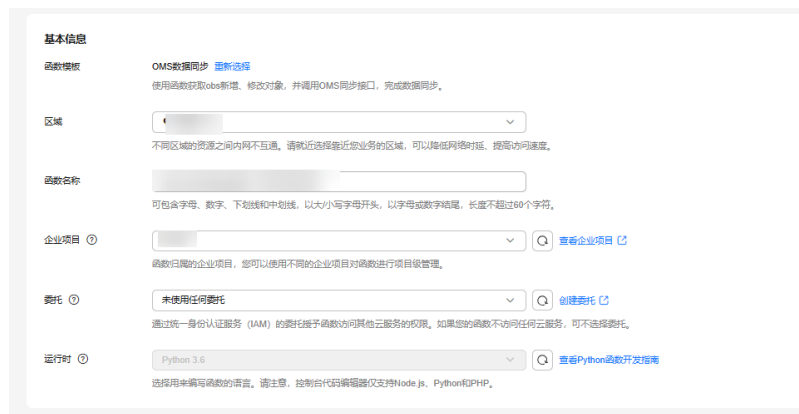 基本信息
函数模板 OMS数据同步 重新选择
使用函数获取obs新增、修改对象，并调用OMS同步接口，完成数据同步。
区域
不同区域的资源之间内网不互通。请就近选择靠近您业务的区域，可以降低网络时延、提高访问速度。
函数名称
可包含字母、数字、下划线和中划线，以大/小写字母开头，以字母或数字结尾，长度不超过60个字符。
企业项目 查看企业项目
函数归属的企业项目，您可以使用不同的企业项目对函数进行项目级管理。
委托 未使用任何委托 创建委托
通过统一身份认证服务（IAM）的委托授予函数访问其他云服务的权限。如果您的函数不访问任何云服务，可不选择委托。
运行时 Python 3.6 查看Python函数开发指南
选择用来编写函数的语言。请注意，控制台代码编辑器仅支持Node.js、Python和PHP。